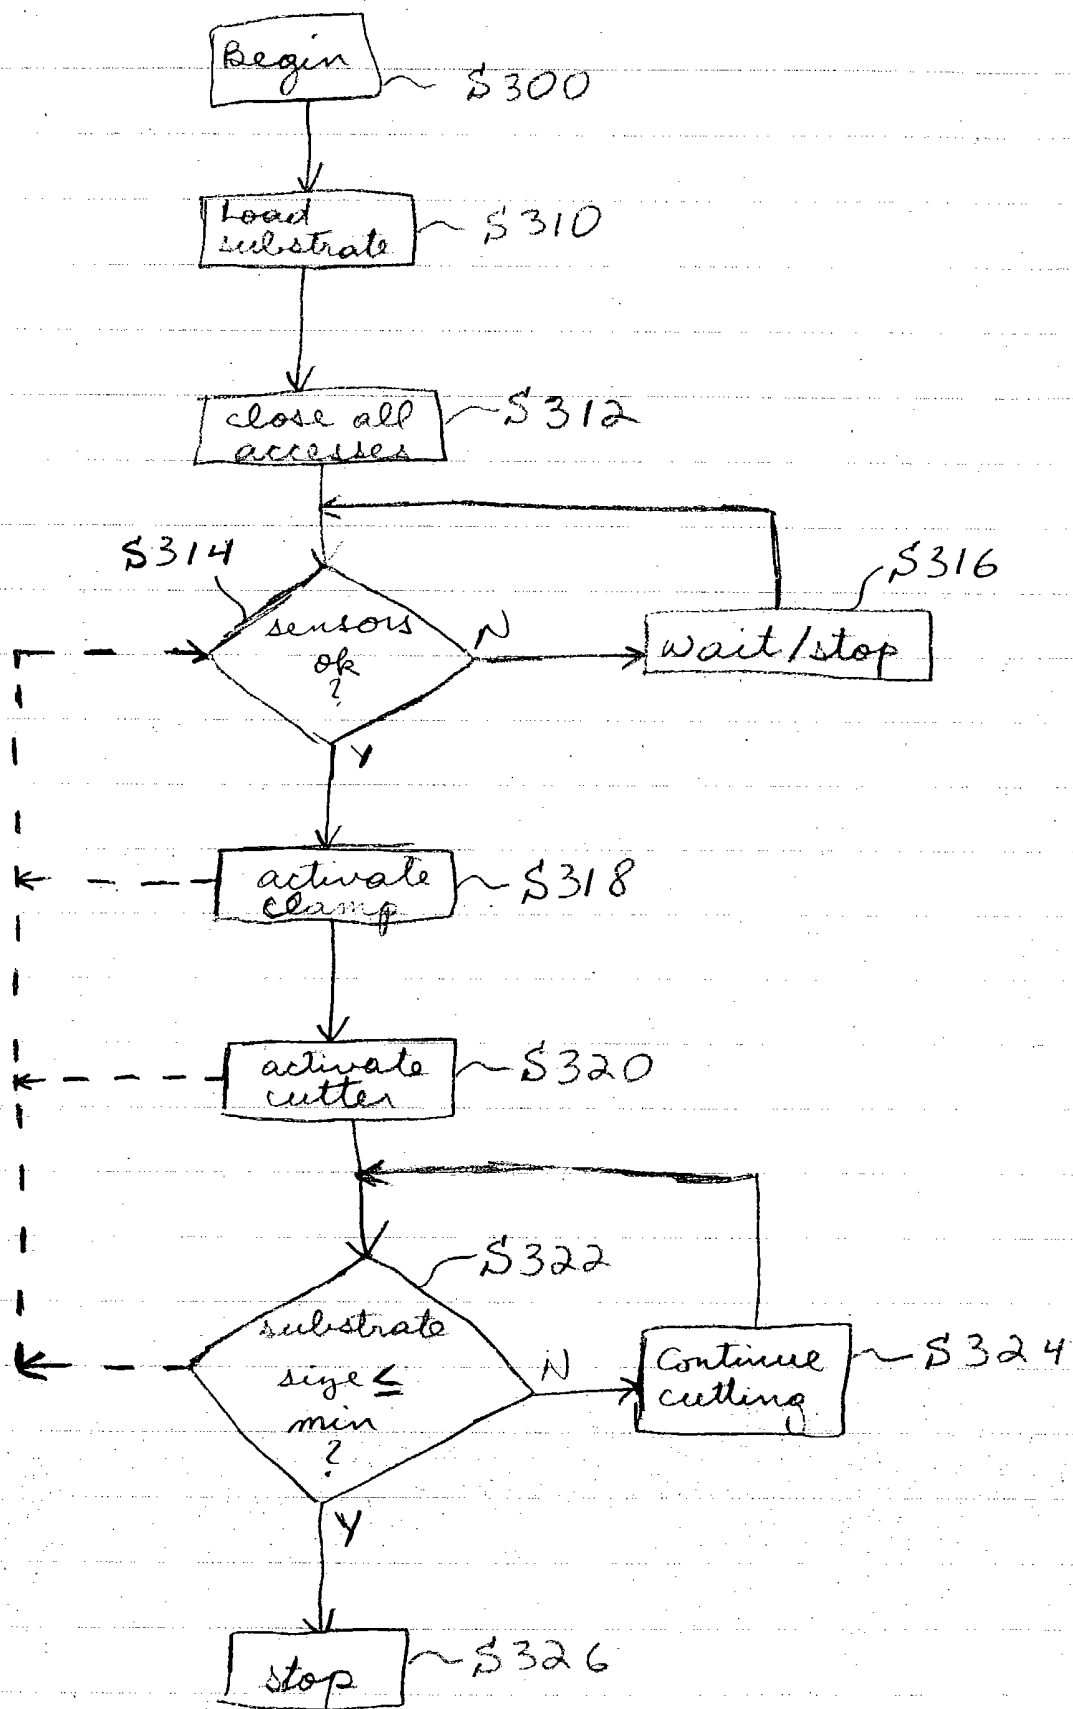 Begin
S300
Load
substrate
S310
close all
accesses
S312
S314
sensors
ok
?
N
S316
wait/stop
Y
activate
clamp
S318
activate
cutter
S320
S322
substrate
size ≤
min
?
N
Continue
cutting
S324
Y
stop
S326